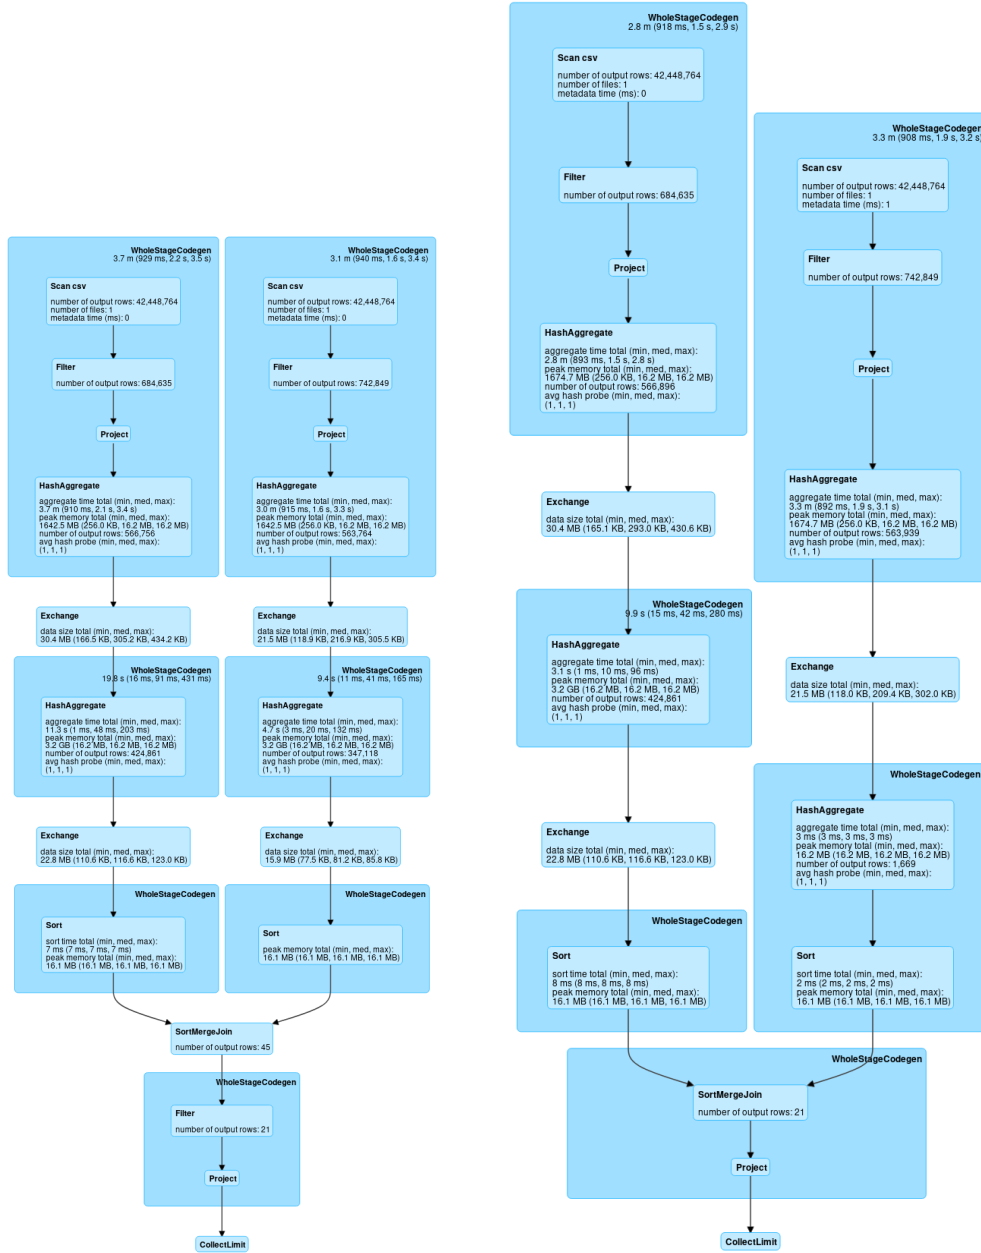 WholeStageCodegen
3.7 m (929 ms, 2.2 s, 3.5 s)
Scan csv
number of output rows: 42,448,764
number of files: 1
metadata time (ms): 0
Filter
number of output rows: 684,635
Project
HashAggregate
aggregate time total (min, med, max):
3.7 m (910 ms, 2.1 s, 3.4 s)
peak memory total (min, med, max):
1642.5 MB (256.0 KB, 16.2 MB, 16.2 MB)
number of output rows: 566,756
avg hash probe (min, med, max):
(1, 1, 1)
Exchange
data size total (min, med, max):
30.4 MB (166.5 KB, 305.2 KB, 434.2 KB)
WholeStageCodegen
19.8 s (16 ms, 91 ms, 431 ms)
HashAggregate
aggregate time total (min, med, max):
11.3 s (1 ms, 48 ms, 203 ms)
peak memory total (min, med, max):
3.2 GB (16.2 MB, 16.2 MB, 16.2 MB)
number of output rows: 424,861
avg hash probe (min, med, max):
(1, 1, 1)
Exchange
data size total (min, med, max):
22.8 MB (110.6 KB, 116.6 KB, 123.0 KB)
WholeStageCodegen
Sort
sort time total (min, med, max):
7 ms (7 ms, 7 ms, 7 ms)
peak memory total (min, med, max):
16.1 MB (16.1 MB, 16.1 MB, 16.1 MB)
WholeStageCodegen
3.1 m (940 ms, 1.6 s, 3.4 s)
Scan csv
number of output rows: 42,448,764
number of files: 1
metadata time (ms): 0
Filter
number of output rows: 742,849
Project
HashAggregate
aggregate time total (min, med, max):
3.0 m (915 ms, 1.6 s, 3.3 s)
peak memory total (min, med, max):
1642.5 MB (256.0 KB, 16.2 MB, 16.2 MB)
number of output rows: 563,764
avg hash probe (min, med, max):
(1, 1, 1)
Exchange
data size total (min, med, max):
21.5 MB (118.9 KB, 216.9 KB, 305.5 KB)
WholeStageCodegen
9.4 s (11 ms, 41 ms, 165 ms)
HashAggregate
aggregate time total (min, med, max):
4.7 s (3 ms, 20 ms, 132 ms)
peak memory total (min, med, max):
3.2 GB (16.2 MB, 16.2 MB, 16.2 MB)
number of output rows: 347,118
avg hash probe (min, med, max):
(1, 1, 1)
Exchange
data size total (min, med, max):
15.9 MB (77.5 KB, 81.2 KB, 85.8 KB)
WholeStageCodegen
Sort
peak memory total (min, med, max):
16.1 MB (16.1 MB, 16.1 MB, 16.1 MB)
SortMergeJoin
number of output rows: 45
WholeStageCodegen
Filter
number of output rows: 21
Project
CollectLimit
WholeStageCodegen
2.8 m (918 ms, 1.5 s, 2.9 s)
Scan csv
number of output rows: 42,448,764
number of files: 1
metadata time (ms): 0
Filter
number of output rows: 684,635
Project
HashAggregate
aggregate time total (min, med, max):
2.8 m (893 ms, 1.5 s, 2.8 s)
peak memory total (min, med, max):
1674.7 MB (256.0 KB, 16.2 MB, 16.2 MB)
number of output rows: 566,896
avg hash probe (min, med, max):
(1, 1, 1)
Exchange
data size total (min, med, max):
30.4 MB (165.1 KB, 293.0 KB, 430.6 KB)
WholeStageCodegen
9.9 s (15 ms, 42 ms, 280 ms)
HashAggregate
aggregate time total (min, med, max):
3.1 s (1 ms, 10 ms, 96 ms)
peak memory total (min, med, max):
3.2 GB (16.2 MB, 16.2 MB, 16.2 MB)
number of output rows: 424,861
avg hash probe (min, med, max):
(1, 1, 1)
Exchange
data size total (min, med, max):
22.8 MB (110.6 KB, 116.6 KB, 123.0 KB)
WholeStageCodegen
Sort
sort time total (min, med, max):
8 ms (8 ms, 8 ms, 8 ms)
peak memory total (min, med, max):
16.1 MB (16.1 MB, 16.1 MB, 16.1 MB)
WholeStageCodegen
3.3 m (908 ms, 1.9 s, 3.2 s)
Scan csv
number of output rows: 42,448,764
number of files: 1
metadata time (ms): 1
Filter
number of output rows: 742,849
Project
HashAggregate
aggregate time total (min, med, max):
3.3 m (892 ms, 1.9 s, 3.1 s)
peak memory total (min, med, max):
1674.7 MB (256.0 KB, 16.2 MB, 16.2 MB)
number of output rows: 563,939
avg hash probe (min, med, max):
(1, 1, 1)
Exchange
data size total (min, med, max):
21.5 MB (118.0 KB, 209.4 KB, 302.0 KB)
WholeStageCodegen
HashAggregate
aggregate time total (min, med, max):
3 ms (3 ms, 3 ms, 3 ms)
peak memory total (min, med, max):
16.2 MB (16.2 MB, 16.2 MB, 16.2 MB)
number of output rows: 1,669
avg hash probe (min, med, max):
(1, 1, 1)
Sort
sort time total (min, med, max):
2 ms (2 ms, 2 ms, 2 ms)
peak memory total (min, med, max):
16.1 MB (16.1 MB, 16.1 MB, 16.1 MB)
WholeStageCodegen
SortMergeJoin
number of output rows: 21
Project
CollectLimit